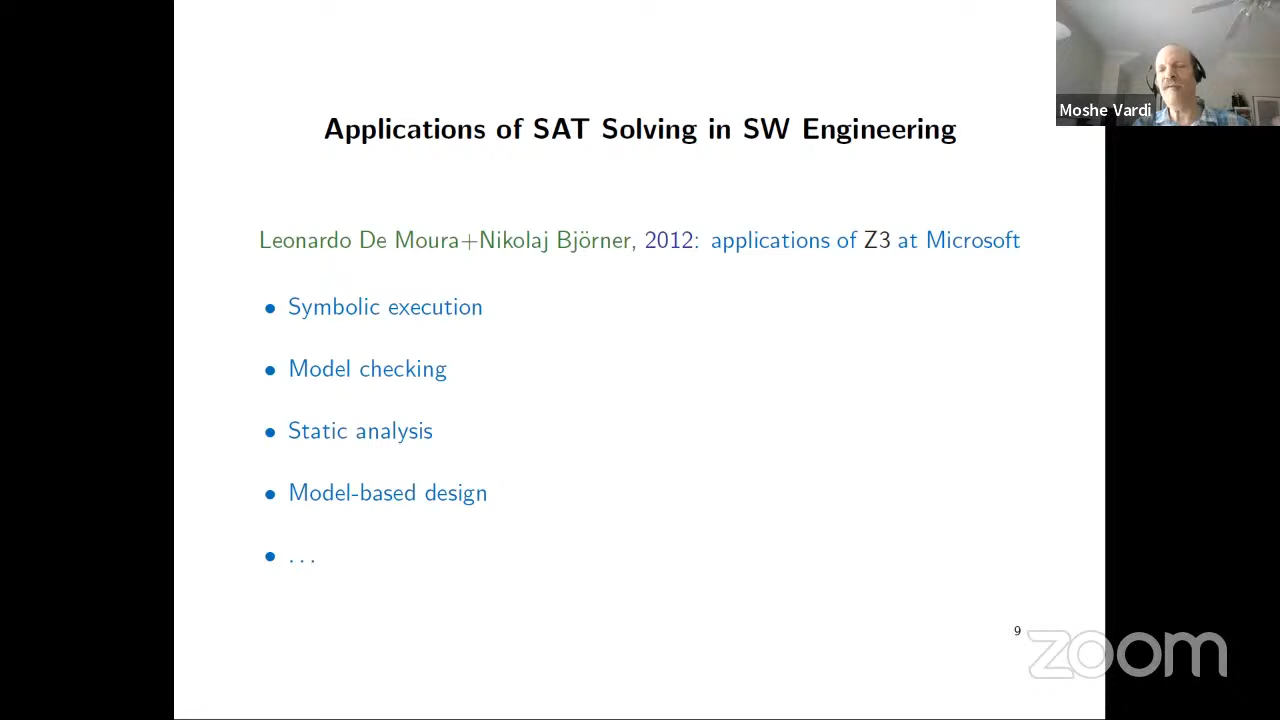 Moshe Vardi
Applications of SAT Solving in SW Engineering
Leonardo De Moura+Nikolaj Björner, 2012: applications of Z3 at Microsoft
• Symbolic execution
• Model checking
• Static analysis
• Model-based design
• . . .
9
zoom